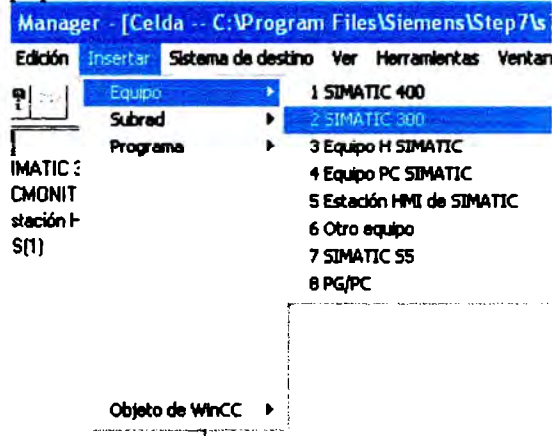 Manager - [Celda -- C:\Program Files\Siemens\Step7\s
Edición Insertar Sistema de destino Ver Herramientas Ventan
Equipo 1 SIMATIC 400
Subred 2 SIMATIC 300
Programa 3 Equipo H SIMATIC
IMATIC 3 4 Equipo PC SIMATIC
CMONIT 5 Estación HMI de SIMATIC
stación H 6 Otro equipo
S(1) 7 SIMATIC S5
8 PG/PC
Objeto de WinCC